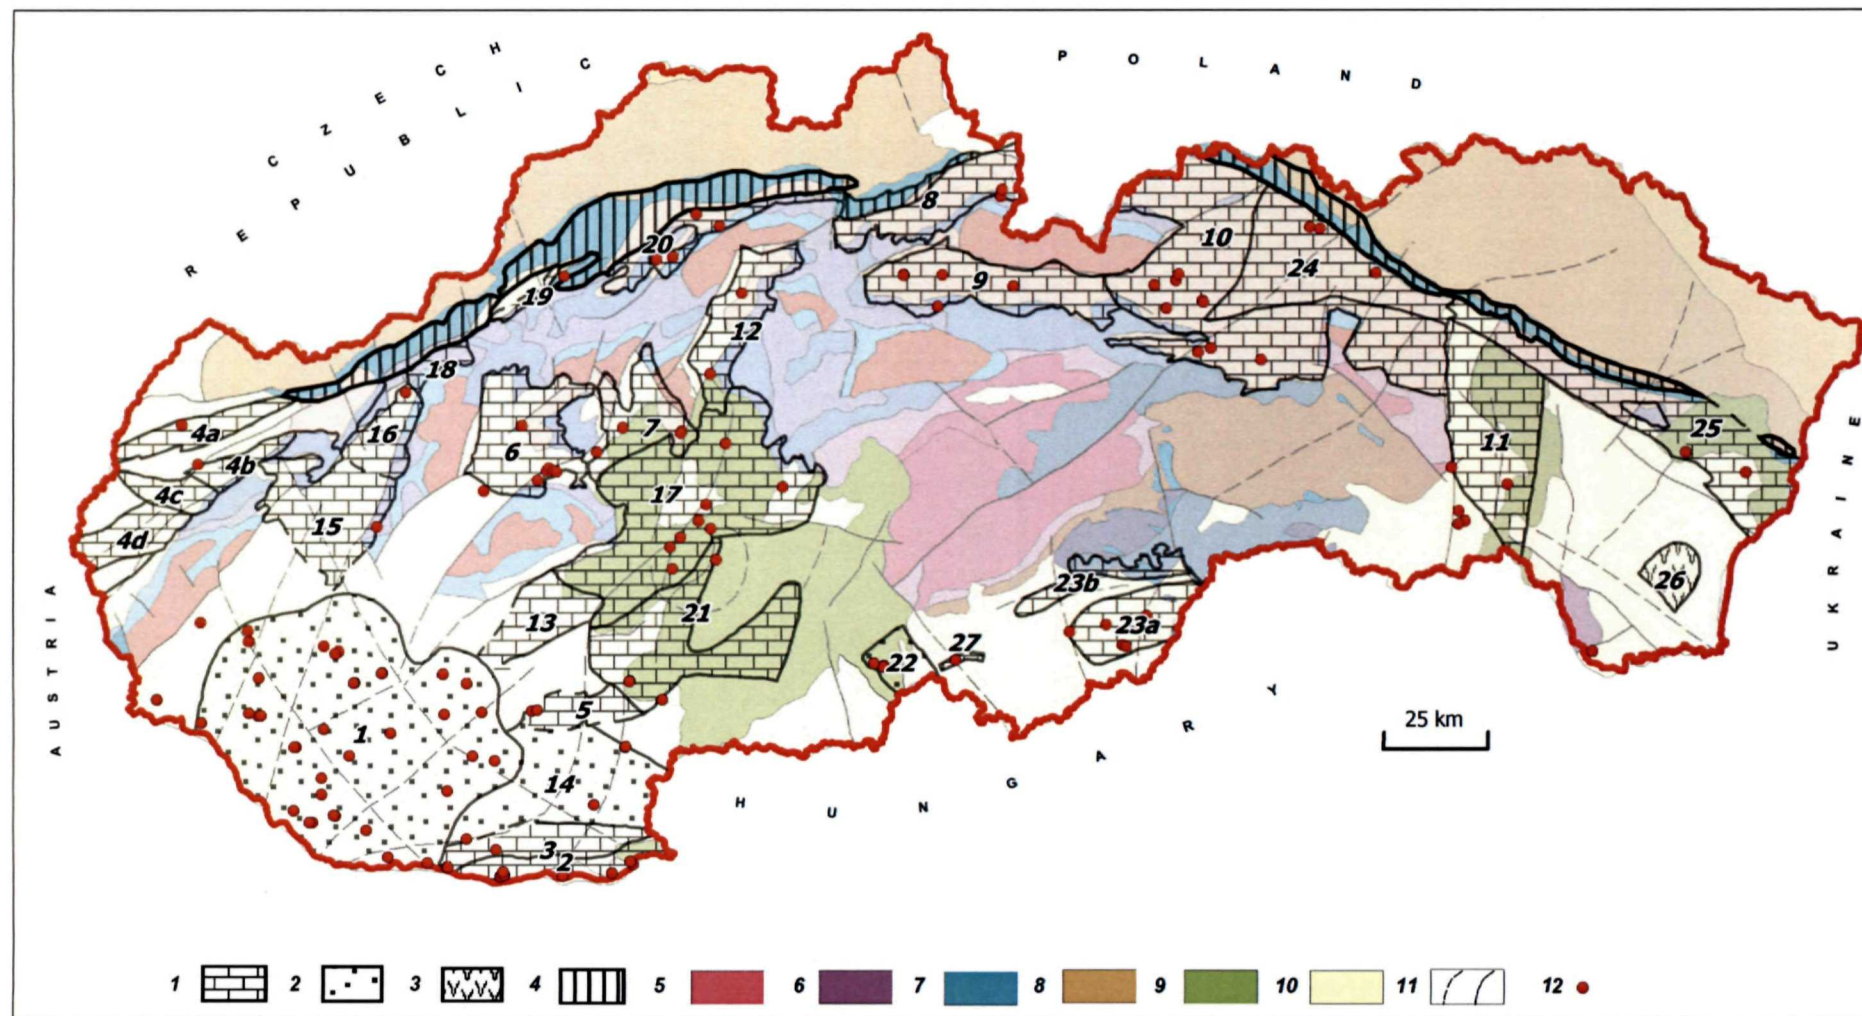 CZECH
REPUBLIC
POLAND
8
20
10
24
19
9
12
18
4a
16
7
6
4b
4c
17
15
4d
11
25
23b
26
13
21
23a
27
22
5
1
14
3
2
AUSTRIA
UKRAINE
HUNGARY
25 km
1 2 3 4 5 6 7 8 9 10 11 12